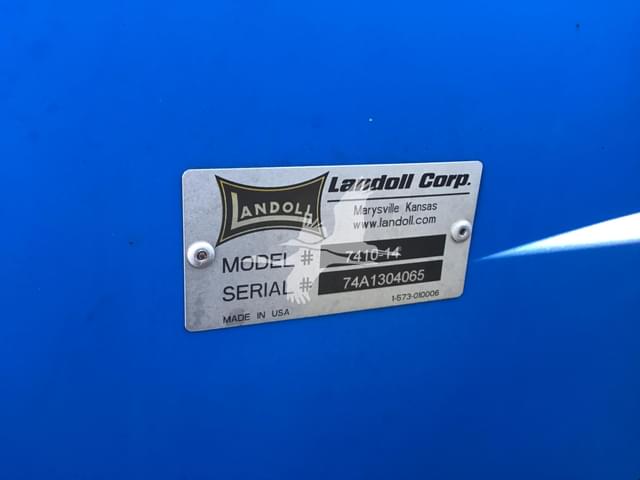 LANDOLL
Landoll Corp.
Marysville Kansas
www.landoll.com
MODEL # 7410-14
SERIAL # 74A1304065
1-573-010006
MADE IN USA